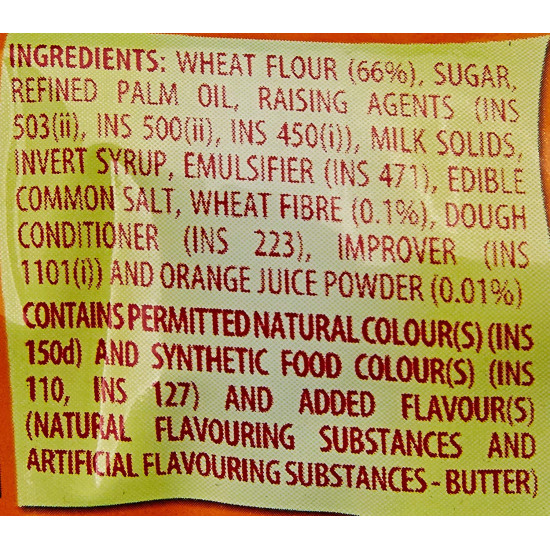 INGREDIENTS: WHEAT FLOUR (66%), SUGAR,
REFINED PALM OIL, RAISING AGENTS (INS
503(ii), INS 500(ii), INS 450(i)), MILK SOLIDS,
INVERT SYRUP, EMULSIFIER (INS 471), EDIBLE
COMMON SALT, WHEAT FIBRE (0.1%), DOUGH
CONDITIONER (INS 223), IMPROVER (INS
1101(i)) AND ORANGE JUICE POWDER (0.01%)
CONTAINS PERMITTED NATURAL COLOUR(S) (INS
150d) AND SYNTHETIC FOOD COLOUR(S) (INS
110, INS 127) AND ADDED FLAVOUR(S)
(NATURAL FLAVOURING SUBSTANCES AND
ARTIFICIAL FLAVOURING SUBSTANCES - BUTTER)